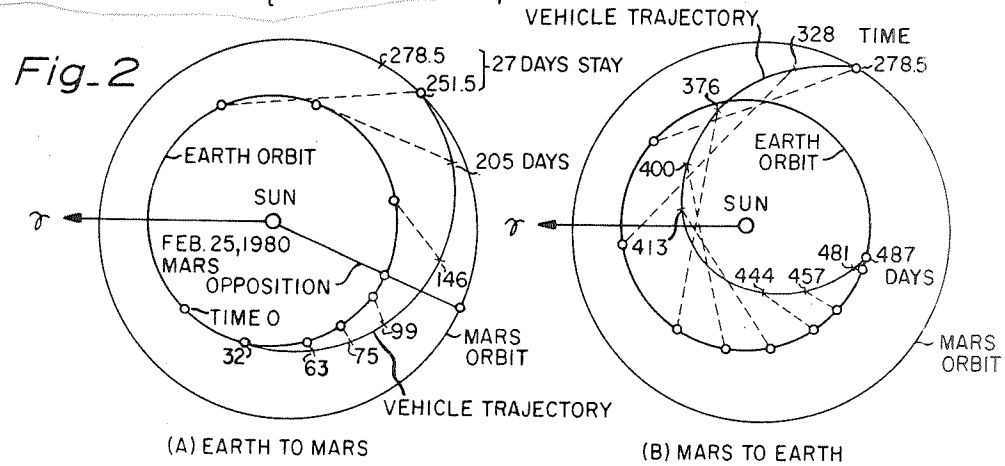 Fig_2
278.5
251.5
27 DAYS STAY
EARTH ORBIT
205 DAYS
SUN
♈
FEB. 25, 1980
MARS
OPPOSITION
146
TIME 0
99
MARS
ORBIT
32
63
75
VEHICLE TRAJECTORY
(A) EARTH TO MARS
VEHICLE TRAJECTORY
328
TIME
278.5
376
EARTH
ORBIT
400
SUN
♈
413
481
487
DAYS
444
457
MARS
ORBIT
(B) MARS TO EARTH